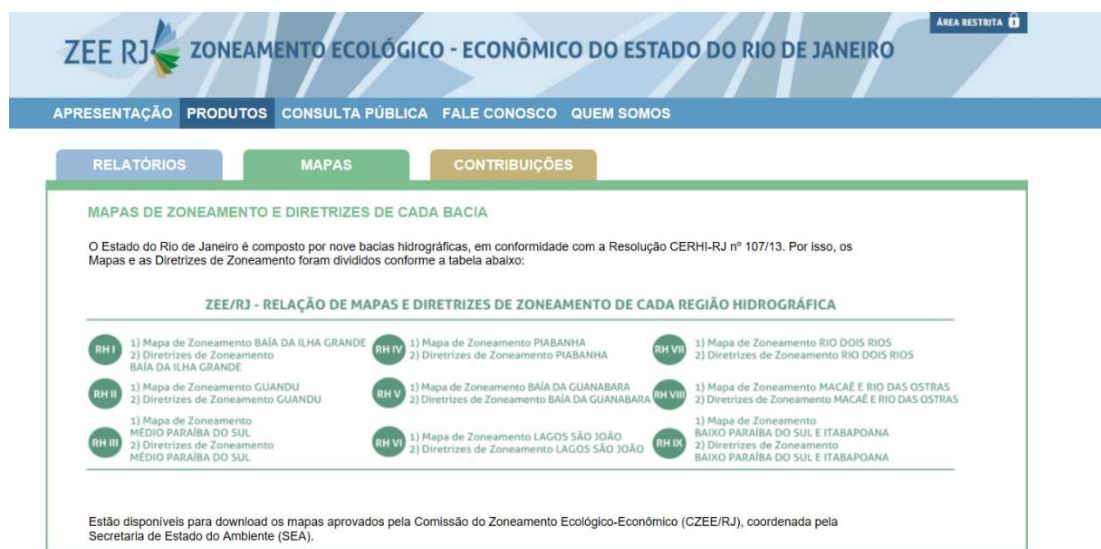 ÁREA RESTRITA
ZEE RJ ZONEAMENTO ECOLÓGICO - ECONÔMICO DO ESTADO DO RIO DE JANEIRO
APRESENTAÇÃO PRODUTOS CONSULTA PÚBLICA FALE CONOSCO QUEM SOMOS
RELATÓRIOS MAPAS CONTRIBUIÇÕES
MAPAS DE ZONEAMENTO E DIRETRIZES DE CADA BACIA
O Estado do Rio de Janeiro é composto por nove bacias hidrográficas, em conformidade com a Resolução CERHI-RJ nº 107/13. Por isso, os
Mapas e as Diretrizes de Zoneamento foram divididos conforme a tabela abaixo:
ZEE/RJ - RELAÇÃO DE MAPAS E DIRETRIZES DE ZONEAMENTO DE CADA REGIÃO HIDROGRÁFICA
RH I
1) Mapa de Zoneamento BAÍA DA ILHA GRANDE
2) Diretrizes de Zoneamento
BAÍA DA ILHA GRANDE
RH IV
1) Mapa de Zoneamento PIABANHA
2) Diretrizes de Zoneamento PIABANHA
RH VII
1) Mapa de Zoneamento RIO DOIS RIOS
2) Diretrizes de Zoneamento RIO DOIS RIOS
RH II
1) Mapa de Zoneamento GUANDU
2) Diretrizes de Zoneamento GUANDU
RH V
1) Mapa de Zoneamento BAÍA DA GUANABARA
2) Diretrizes de Zoneamento BAÍA DA GUANABARA
RH VIII
1) Mapa de Zoneamento MACAÉ E RIO DAS OSTRAS
2) Diretrizes de Zoneamento MACAÉ E RIO DAS OSTRAS
RH III
1) Mapa de Zoneamento
MÉDIO PARAÍBA DO SUL
2) Diretrizes de Zoneamento
MÉDIO PARAÍBA DO SUL
RH VI
1) Mapa de Zoneamento LAGOS SÃO JOÃO
2) Diretrizes de Zoneamento LAGOS SÃO JOÃO
RH IX
1) Mapa de Zoneamento
BAIXO PARAÍBA DO SUL E ITABAPOANA
2) Diretrizes de Zoneamento
BAIXO PARAÍBA DO SUL E ITABAPOANA
Estão disponíveis para download os mapas aprovados pela Comissão do Zoneamento Ecológico-Econômico (CZEE/RJ), coordenada pela
Secretaria de Estado do Ambiente (SEA).